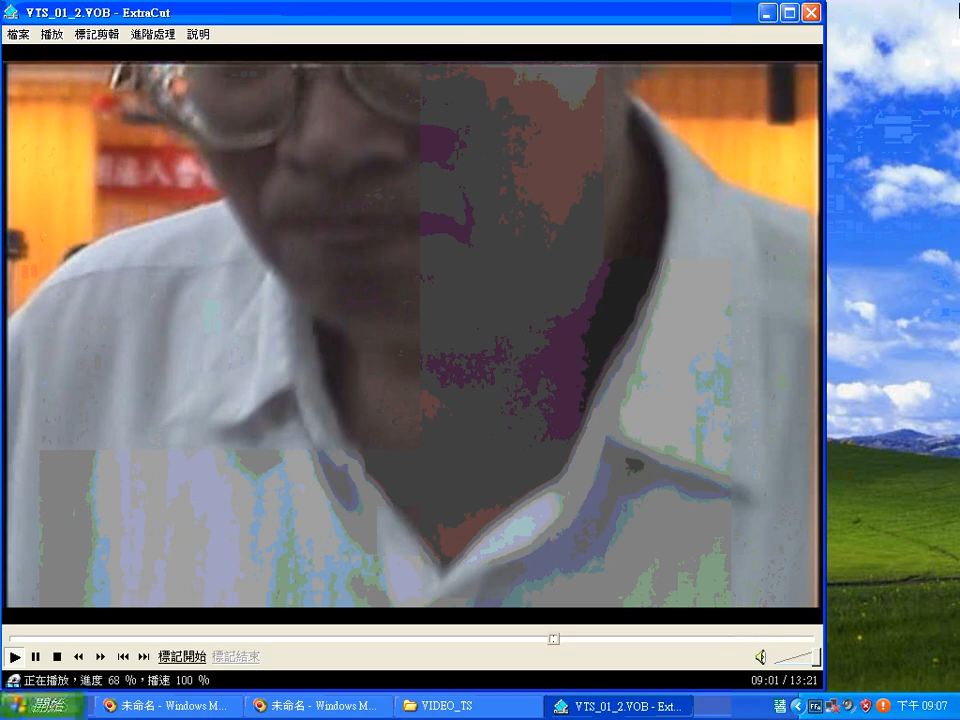 VTS_01_2.VOB - ExtraCut
檔案 播放 標記剪輯 進階處理 說明
標記開始 標記結束
正在播放，進度 68 %，播速 100 % 09:01 / 13:21
開始 未命名 - Windows M... 未命名 - Windows M... VIDEO_TS VTS_01_2.VOB - Ext... 下午 09:07